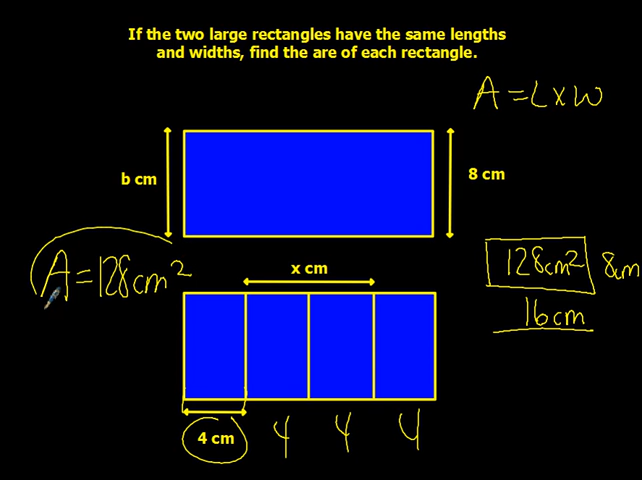 If the two large rectangles have the same lengths
and widths, find the are of each rectangle.
A = L x W
b cm
8 cm
A = 128 cm²
128 cm² 8 cm
x cm
16 cm
4 cm 4 4 4